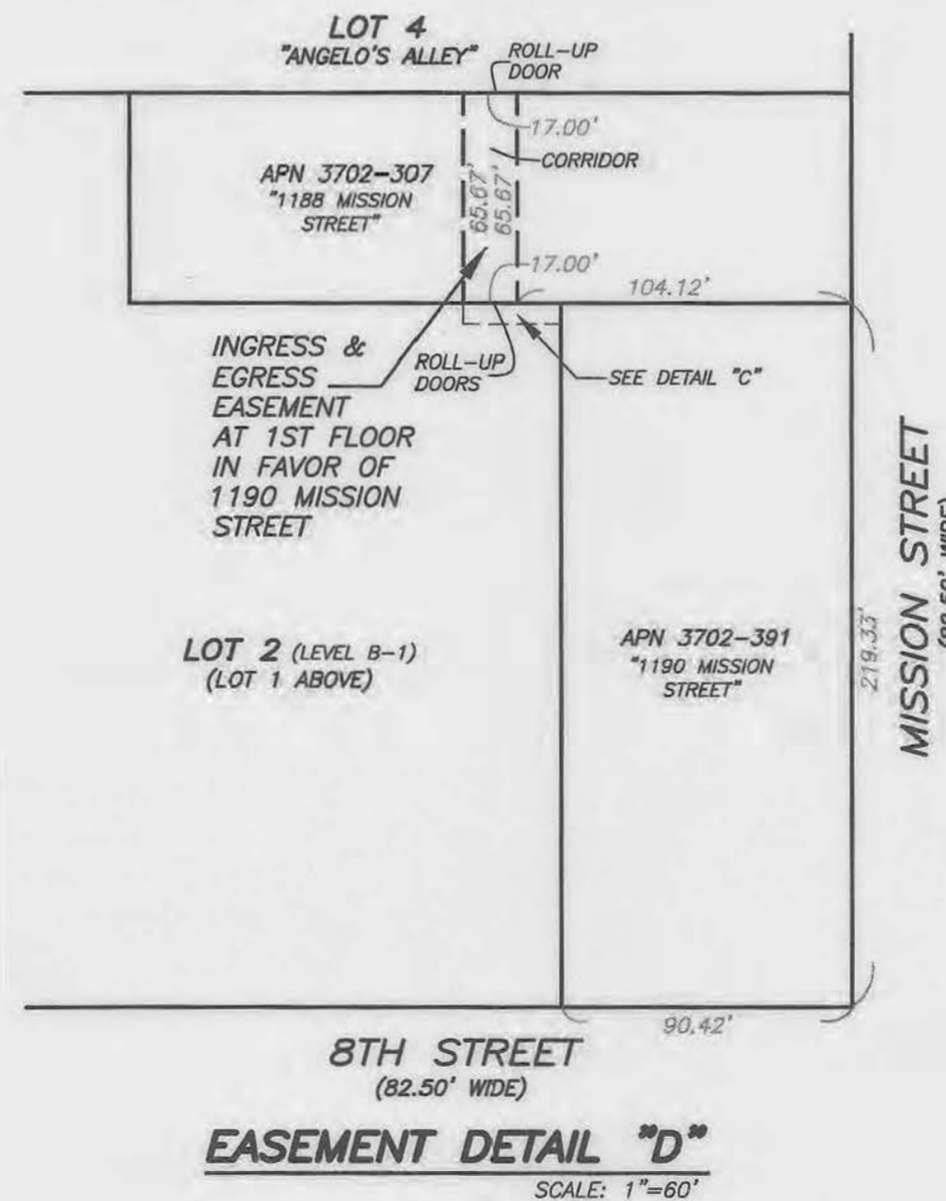 LOT 4
"ANGELO'S ALLEY"
ROLL-UP
DOOR
17.00'
CORRIDOR
APN 3702-307
"1188 MISSION
STREET"
65.67'
65.67'
17.00'
104.12'
INGRESS &
EGRESS
EASEMENT
AT 1ST FLOOR
IN FAVOR OF
1190 MISSION
STREET
ROLL-UP
DOORS
SEE DETAIL "C"
MISSION STREET
WIDE)
219.33'
LOT 2 (LEVEL B-1)
(LOT 1 ABOVE)
APN 3702-391
"1190 MISSION
STREET"
90.42'
8TH STREET
(82.50' WIDE)
EASEMENT DETAIL "D"
SCALE: 1"=60'